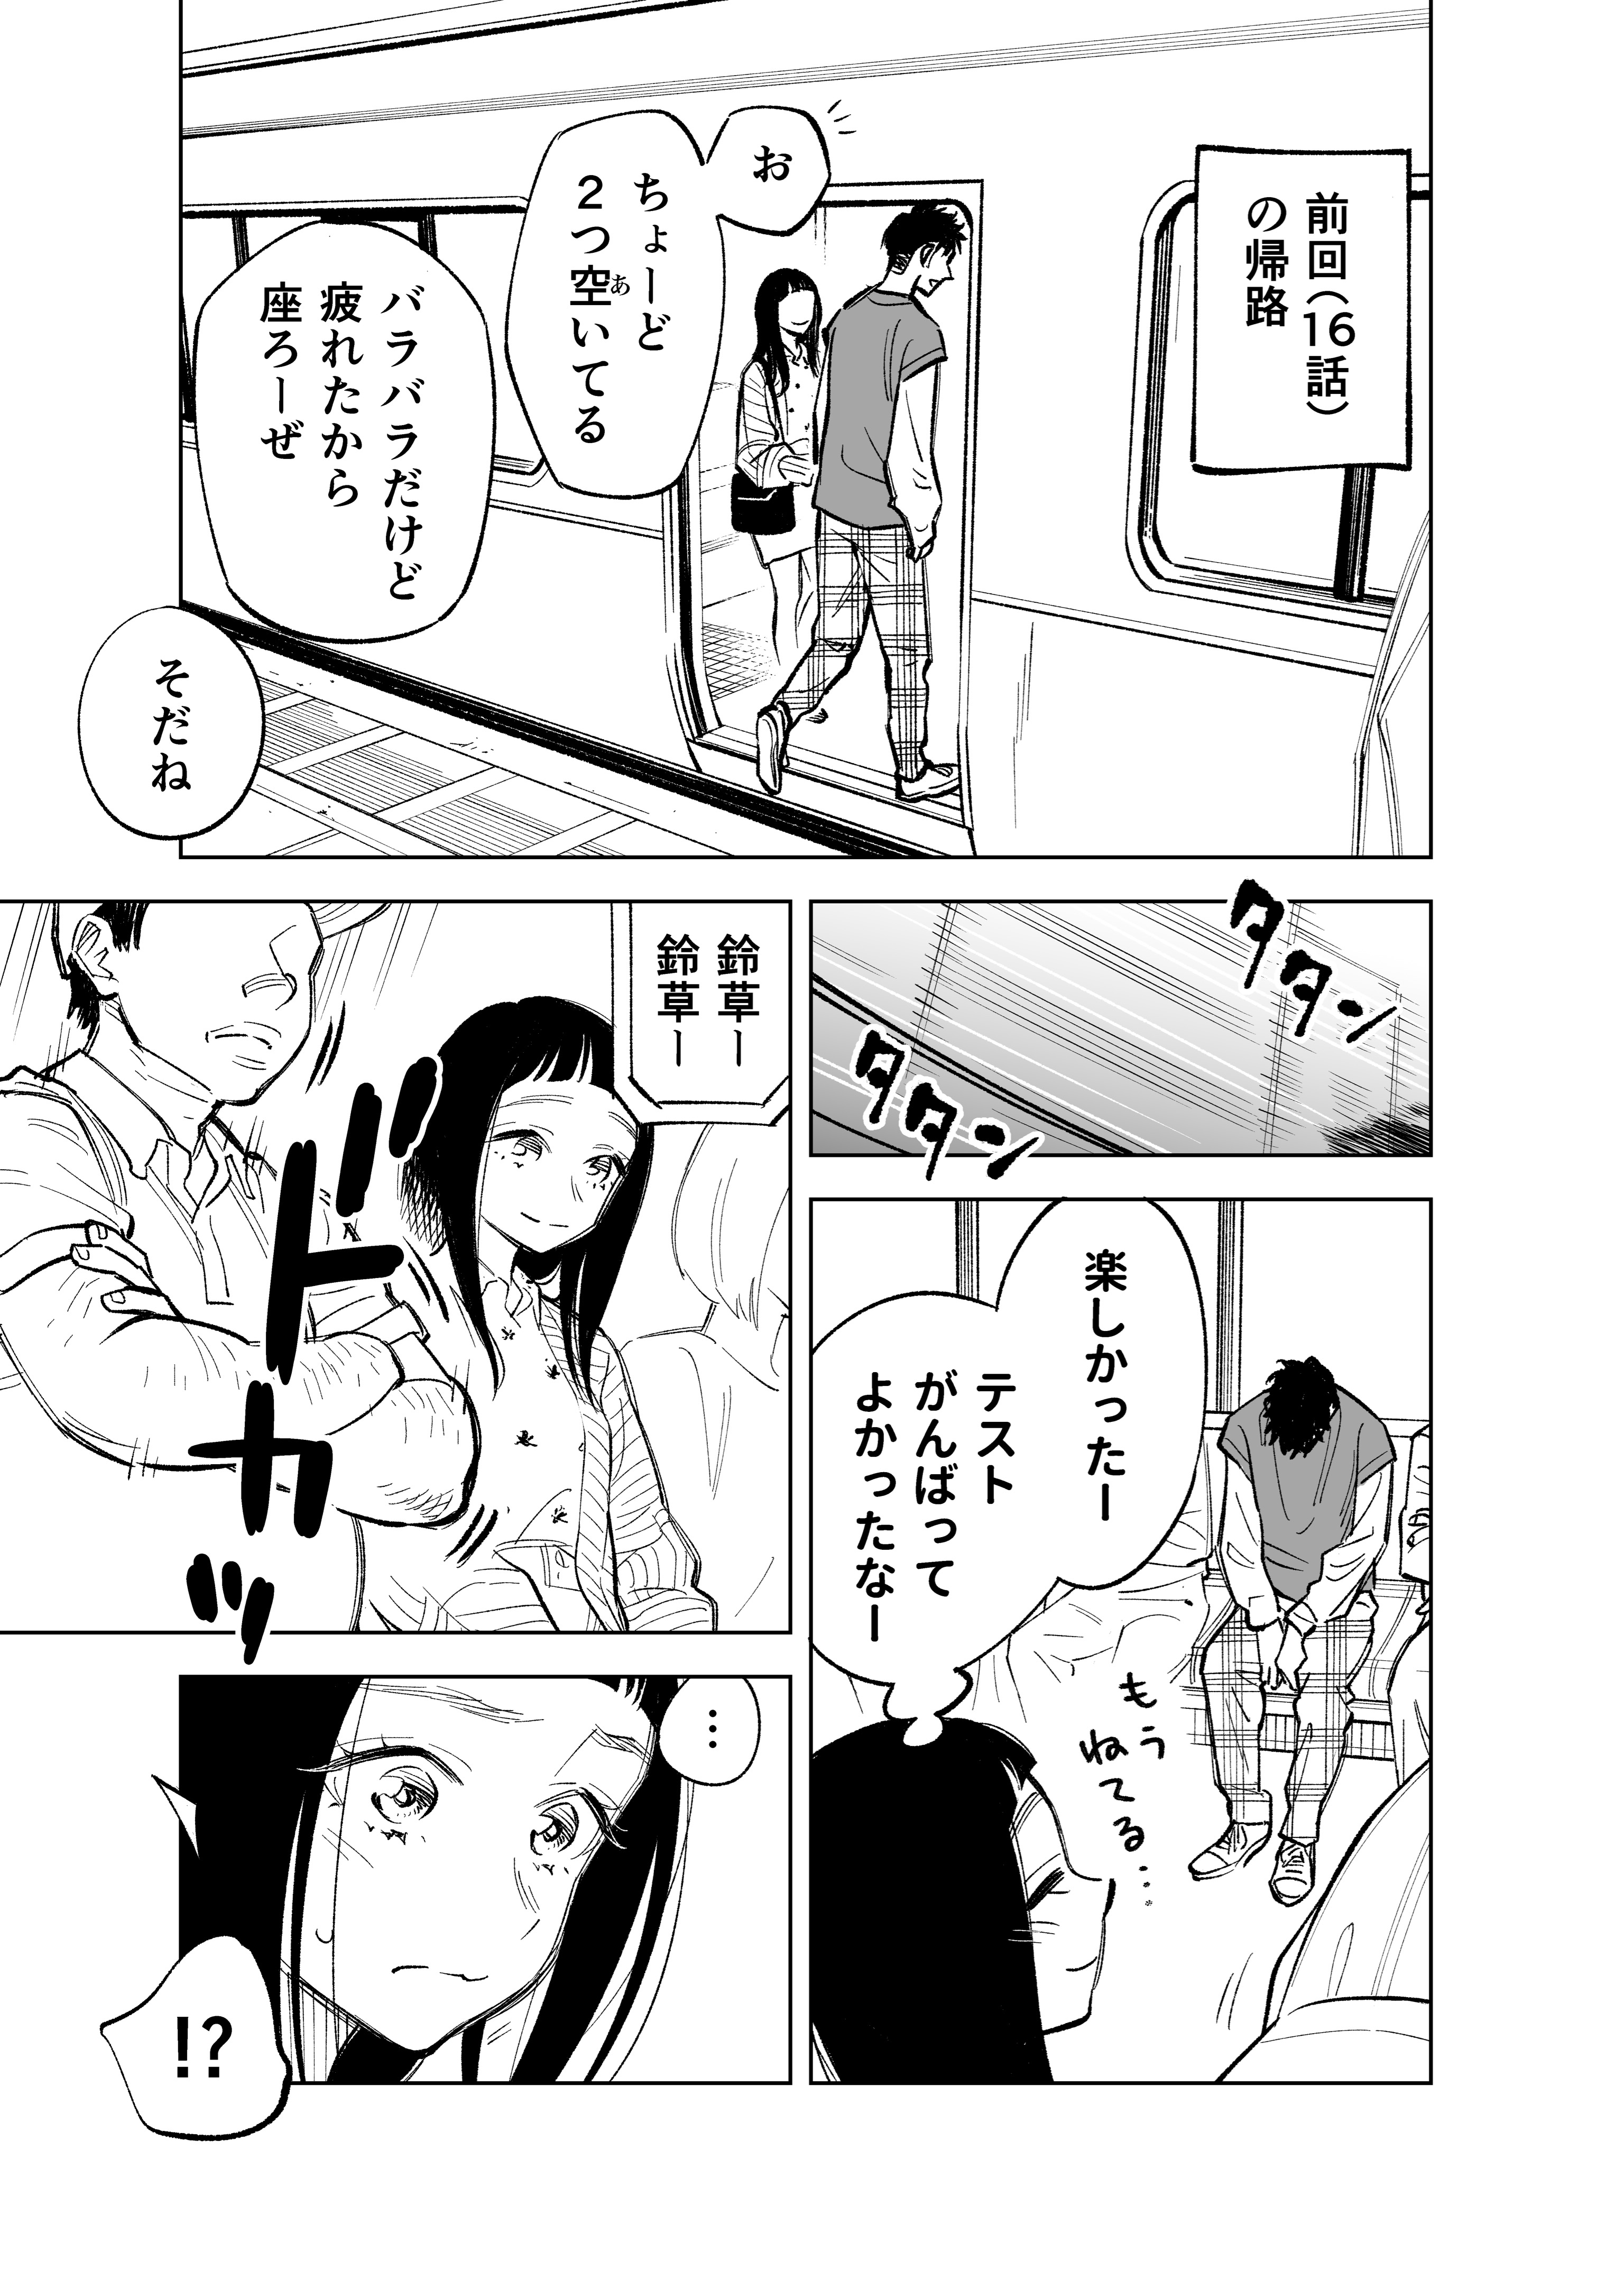 前回（16話）
の帰路
お
ちょーど
2つ空いてる
あ
バラバラだけど
疲れたから
座ろーぜ
そだね
タタン
タタン
楽しかったー
テスト
がんばって
よかったなー
もう
ねてる…
鈴草ー
鈴草ー
ドカッ
…
!?